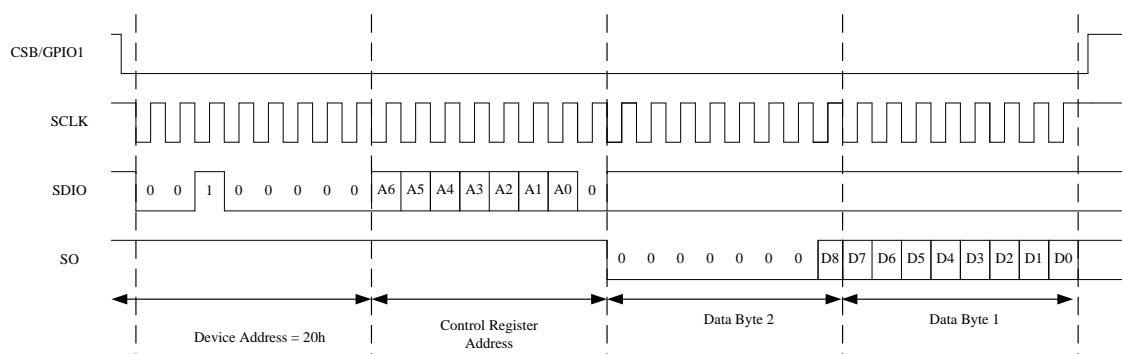 CSB/GPIO1
SCLK
SDIO 0 0 1 0 0 0 0 0 A6 A5 A4 A3 A2 A1 A0 0
SO 0 0 0 0 0 0 0 D8 D7 D6 D5 D4 D3 D2 D1 D0
Device Address = 20h
Control Register
Address
Data Byte 2
Data Byte 1